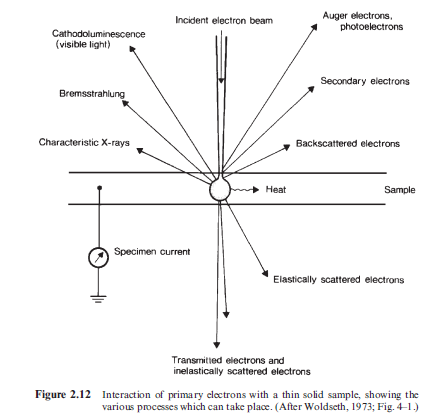 Incident electron beam
Auger electrons,
photoelectrons
Cathodoluminescence
(visible light)
Secondary electrons
Bremsstrahlung
Characteristic X-rays
Backscattered electrons
Heat
Sample
Specimen current
Elastically scattered electrons
Transmitted electrons and
inelastically scattered electrons
Figure 2.12 Interaction of primary electrons with a thin solid sample, showing the
various processes which can take place. (After Woldseth, 1973; Fig. 4–1.)